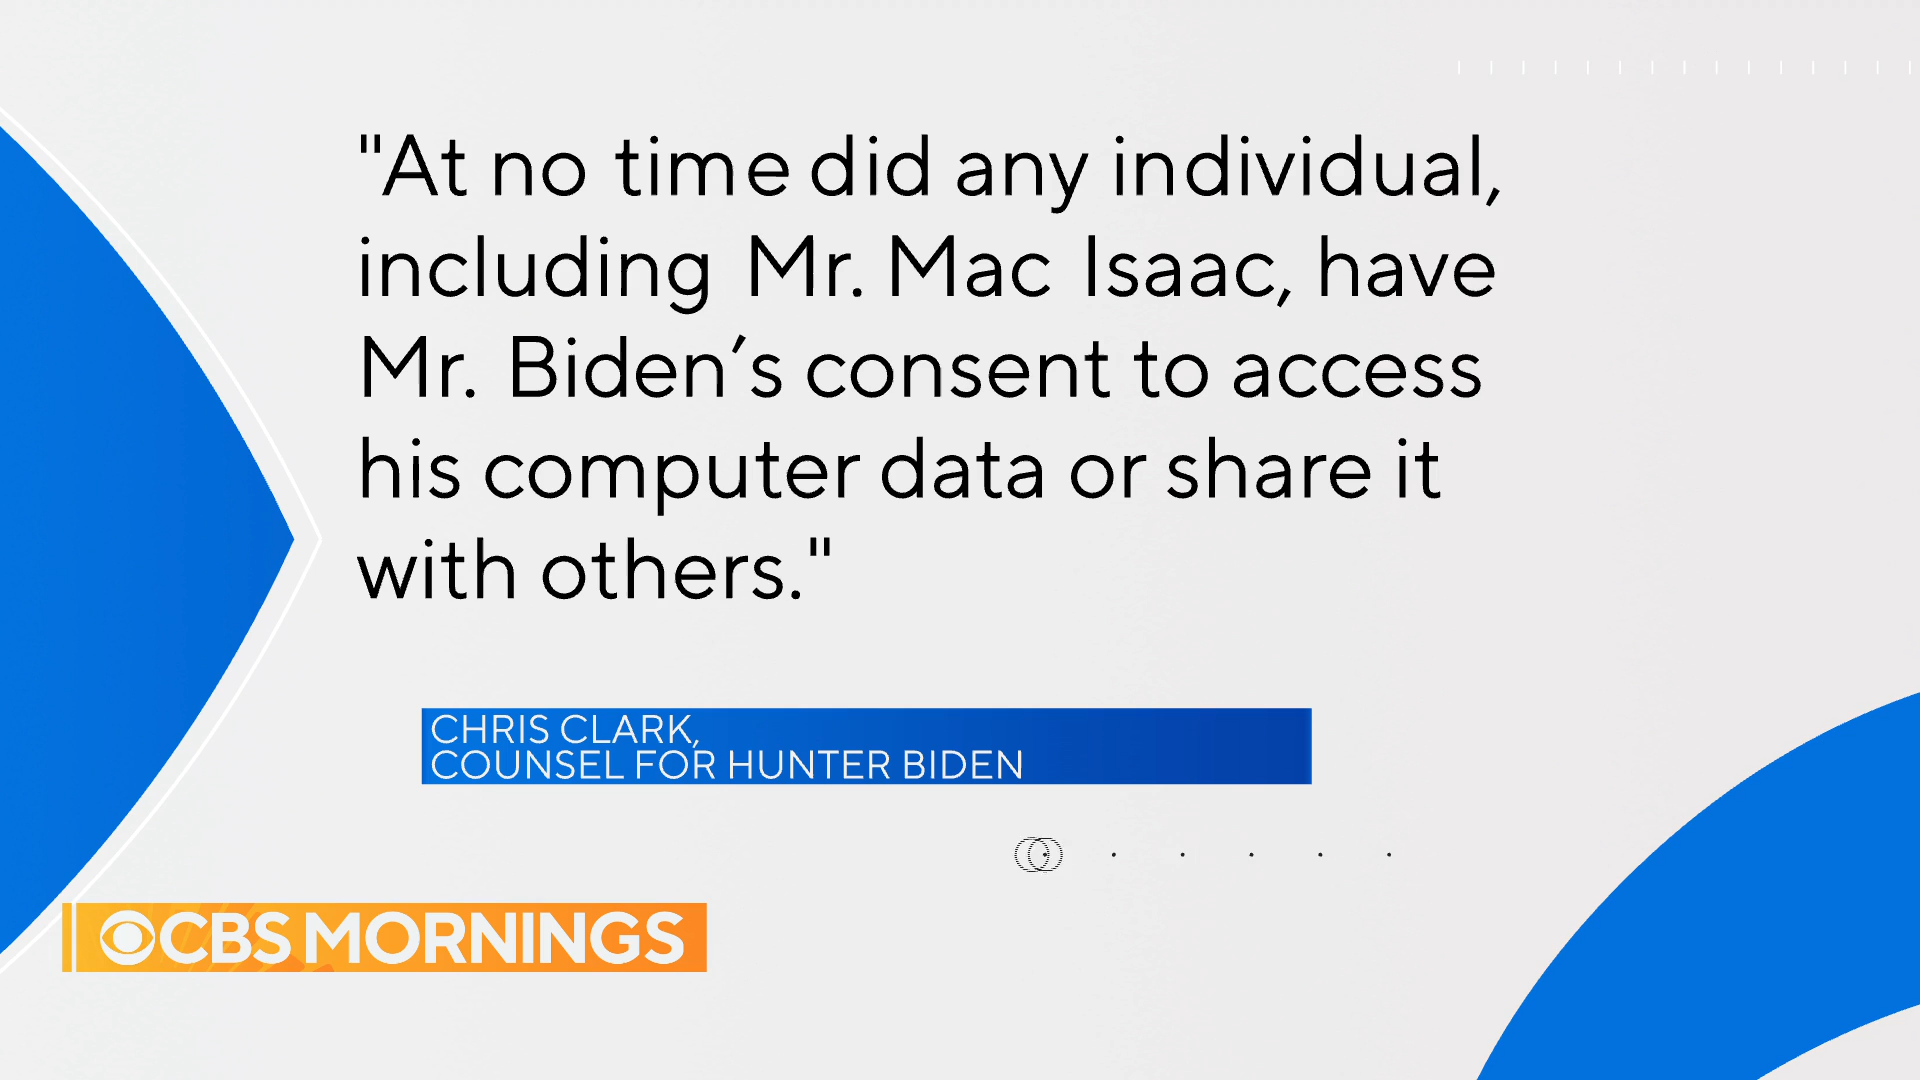 "At no time did any individual,
including Mr. Mac Isaac, have
Mr. Biden’s consent to access
his computer data or share it
with others."
CHRIS CLARK,
COUNSEL FOR HUNTER BIDEN
CBS MORNINGS